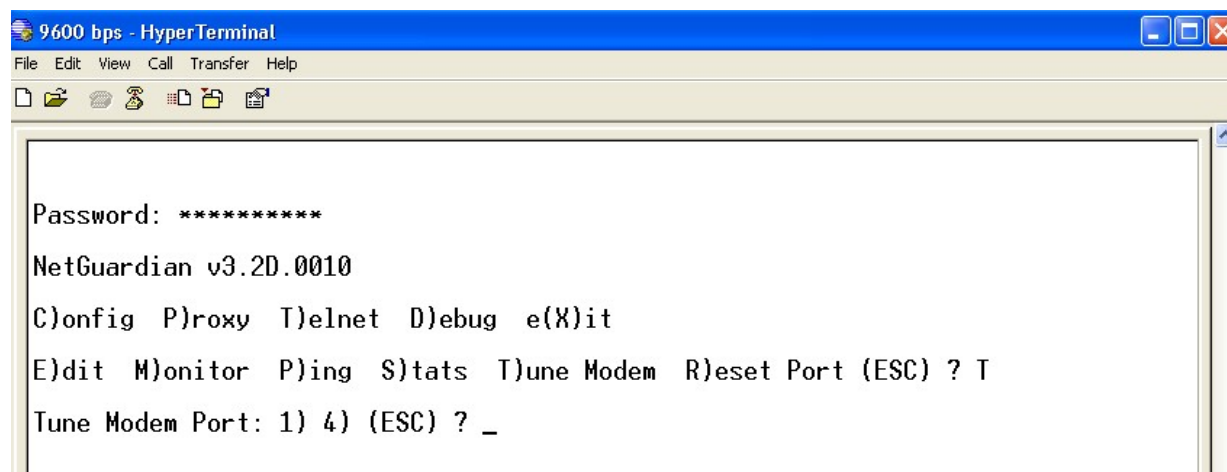 9600 bps - HyperTerminal
File Edit View Call Transfer Help
Password: **********
NetGuardian v3.2D.0010
C)onfig P)roxy T)elnet D)ebug e(X)it
E)dit M)onitor P)ing S)tats T)une Modem R)eset Port (ESC) ? T
Tune Modem Port: 1) 4) (ESC) ? _